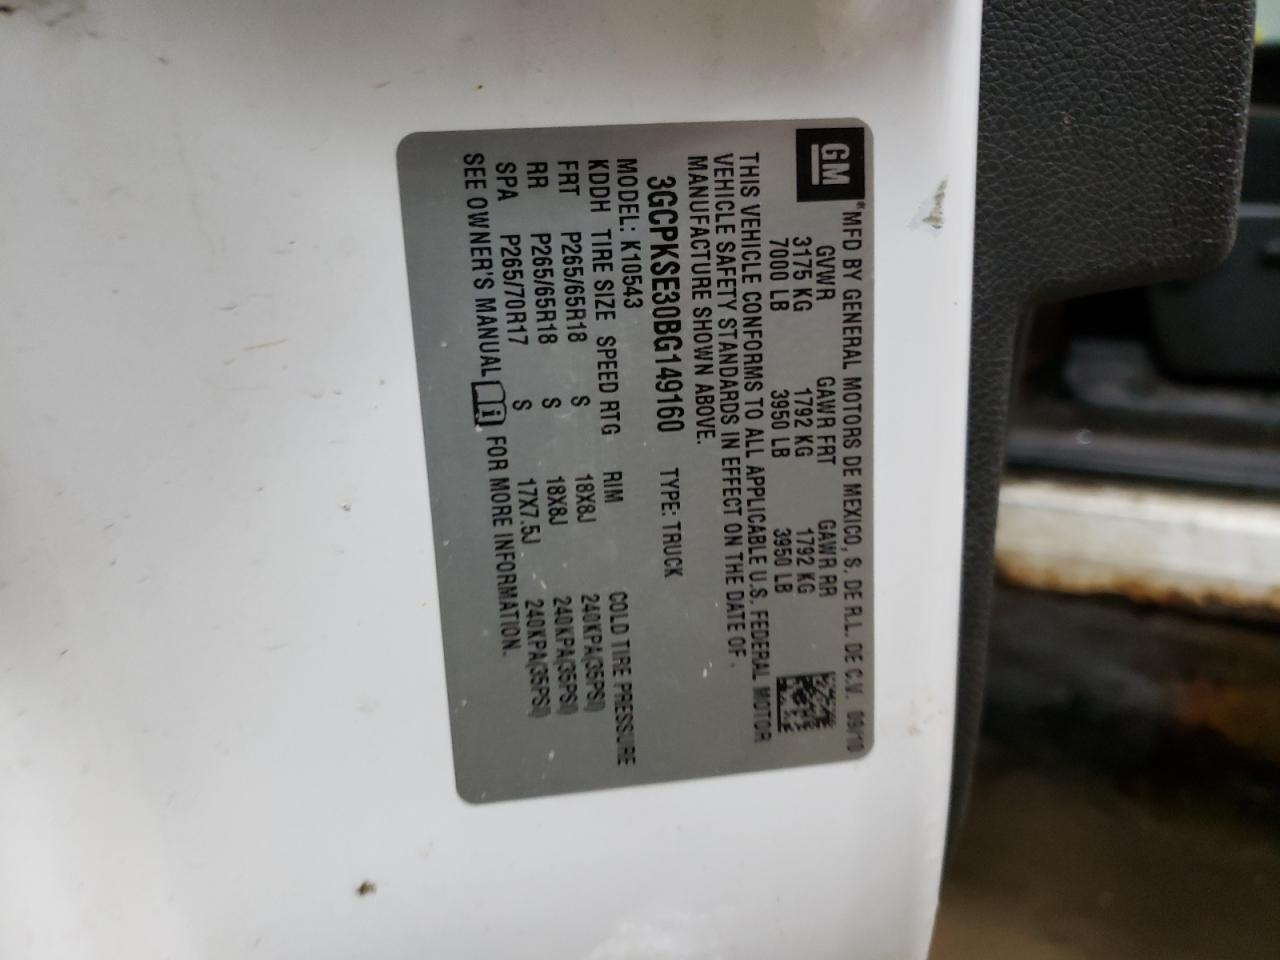 GM® MFD BY GENERAL MOTORS DE MEXICO, S. DE R.L. DE C.V. 09/10
GVWR GAWR FRT GAWR RR
3175 KG 1792 KG 1792 KG
7000 LB 3950 LB 3950 LB
THIS VEHICLE CONFORMS TO ALL APPLICABLE U.S. FEDERAL MOTOR
VEHICLE SAFETY STANDARDS IN EFFECT ON THE DATE OF .
MANUFACTURE SHOWN ABOVE.
3GCPKSE30BG149160 TYPE: TRUCK
MODEL: K10543
KDDH TIRE SIZE SPEED RTG RIM COLD TIRE PRESSURE
FRT P265/65R18 S 18X8J 240KPA(35PSI)
RR P265/65R18 S 18X8J 240KPA(35PSI)
SPA P265/70R17 S 17X7.5J 240KPA(35PSI)
SEE OWNER'S MANUAL i FOR MORE INFORMATION.